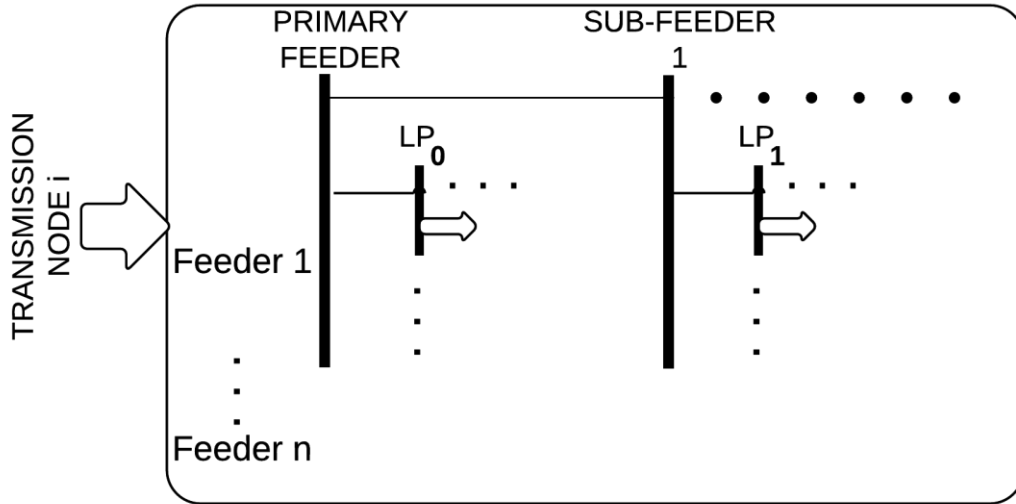 TRANSMISSION
NODE i
PRIMARY
FEEDER
SUB-FEEDER
1
LP0
LP1
Feeder 1
Feeder n